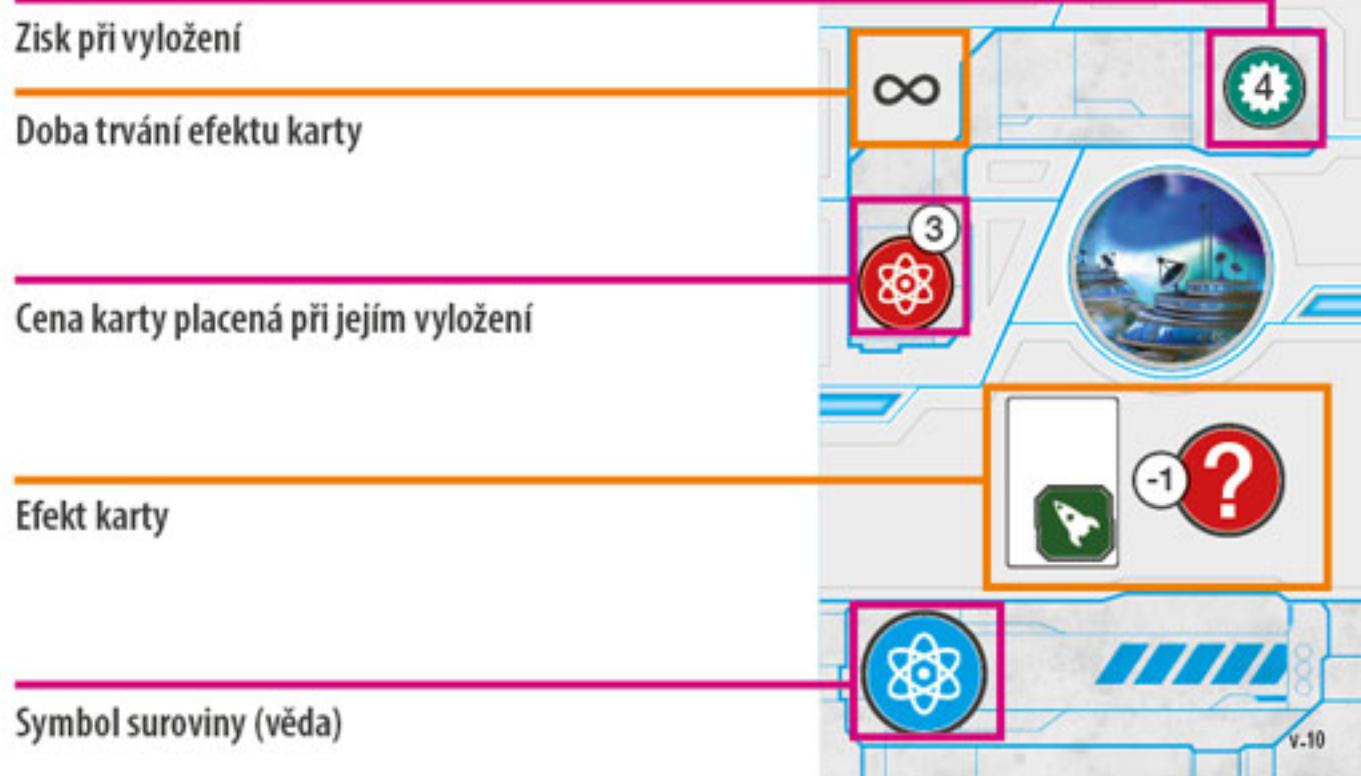 Zisk při vyložení
∞
4
Doba trvání efektu karty
3
Cena karty placená při jejím vyložení
-1
?
Efekt karty
Symbol suroviny (věda)
v-10